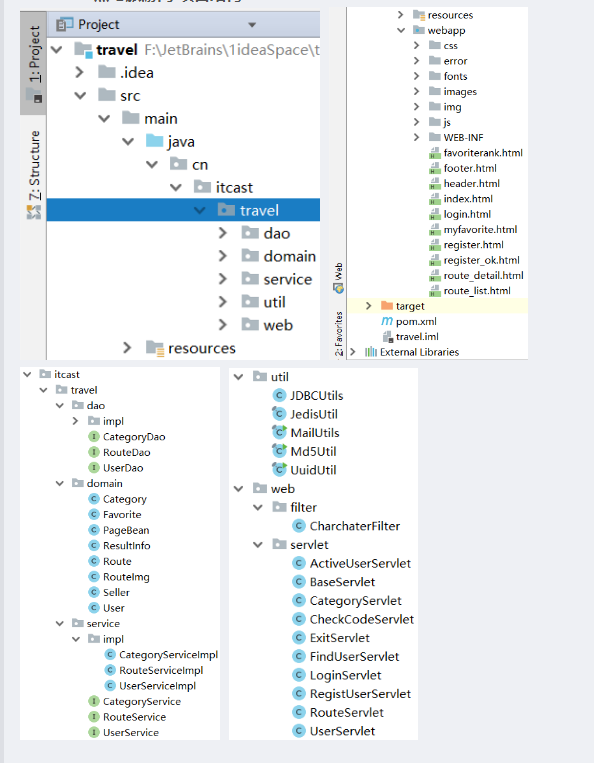 Project
1: Project
7: Structure
travel F:\JetBrains\1ideaSpace\t
.idea
src
main
java
cn
itcast
travel
dao
domain
service
util
web
resources
resources
webapp
css
error
fonts
images
img
js
WEB-INF
favoriterank.html
footer.html
header.html
index.html
login.html
myfavorite.html
register.html
register_ok.html
route_detail.html
route_list.html
target
pom.xml
travel.iml
External Libraries
Web
2: Favorites
itcast
travel
dao
impl
CategoryDao
RouteDao
UserDao
domain
Category
Favorite
PageBean
ResultInfo
Route
RouteImg
Seller
User
service
impl
CategoryServiceImpl
RouteServiceImpl
UserServiceImpl
CategoryService
RouteService
UserService
util
JDBCUtils
JedisUtil
MailUtils
Md5Util
UuidUtil
web
filter
CharchaterFilter
servlet
ActiveUserServlet
BaseServlet
CategoryServlet
CheckCodeServlet
ExitServlet
FindUserServlet
LoginServlet
RegistUserServlet
RouteServlet
UserServlet